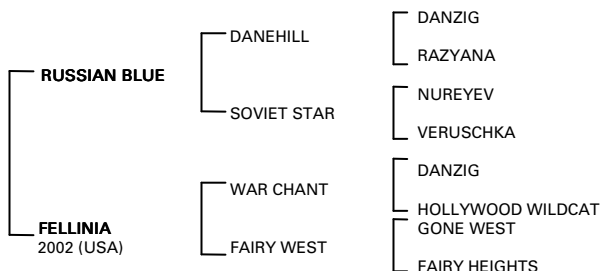 DANZIG
DANEHILL
RAZYANA
RUSSIAN BLUE
NUREYEV
SOVIET STAR
VERUSCHKA
DANZIG
WAR CHANT
HOLLYWOOD WILDCAT
FELLINIA
GONE WEST
2002 (USA)
FAIRY WEST
FAIRY HEIGHTS